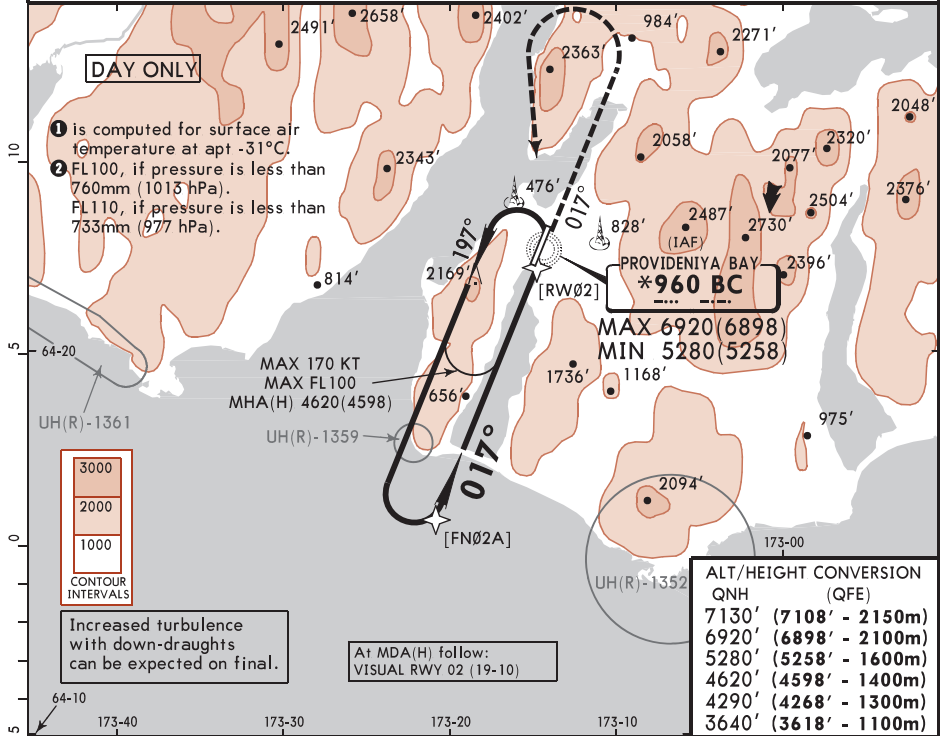 2491'
2658'
2402'
984'
2271'
2363'
DAY ONLY
2048'
❶ is computed for surface air
temperature at apt -31°C.
❷ FL100, if pressure is less than
760mm (1013 hPa).
FL110, if pressure is less than
733mm (977 hPa).
10
2343'
2058'
2320'
2077'
476'
017°
2376'
2504'
828'
2487'
2730'
197°
(IAF)
PROVIDENIYA BAY
*960 BC
2169'
814'
[RWØ2]
2396'
MAX 6920(6898)
MIN 5280(5258)
5
64-20
MAX 170 KT
MAX FL100
MHA(H) 4620(4598)
656'
1736'
1168'
UH(R)-1361
UH(R)-1359
975'
017°
3000
2000
1000
CONTOUR
INTERVALS
2094'
0
[FNØ2A]
173-00
UH(R)-1352
ALT/HEIGHT CONVERSION
QNH (QFE)
7130' (7108' - 2150m)
6920' (6898' - 2100m)
5280' (5258' - 1600m)
4620' (4598' - 1400m)
4290' (4268' - 1300m)
3640' (3618' - 1100m)
Increased turbulence
with down-draughts
can be expected on final.
At MDA(H) follow:
VISUAL RWY 02 (19-10)
64-10
5
173-40
173-30
173-20
173-10